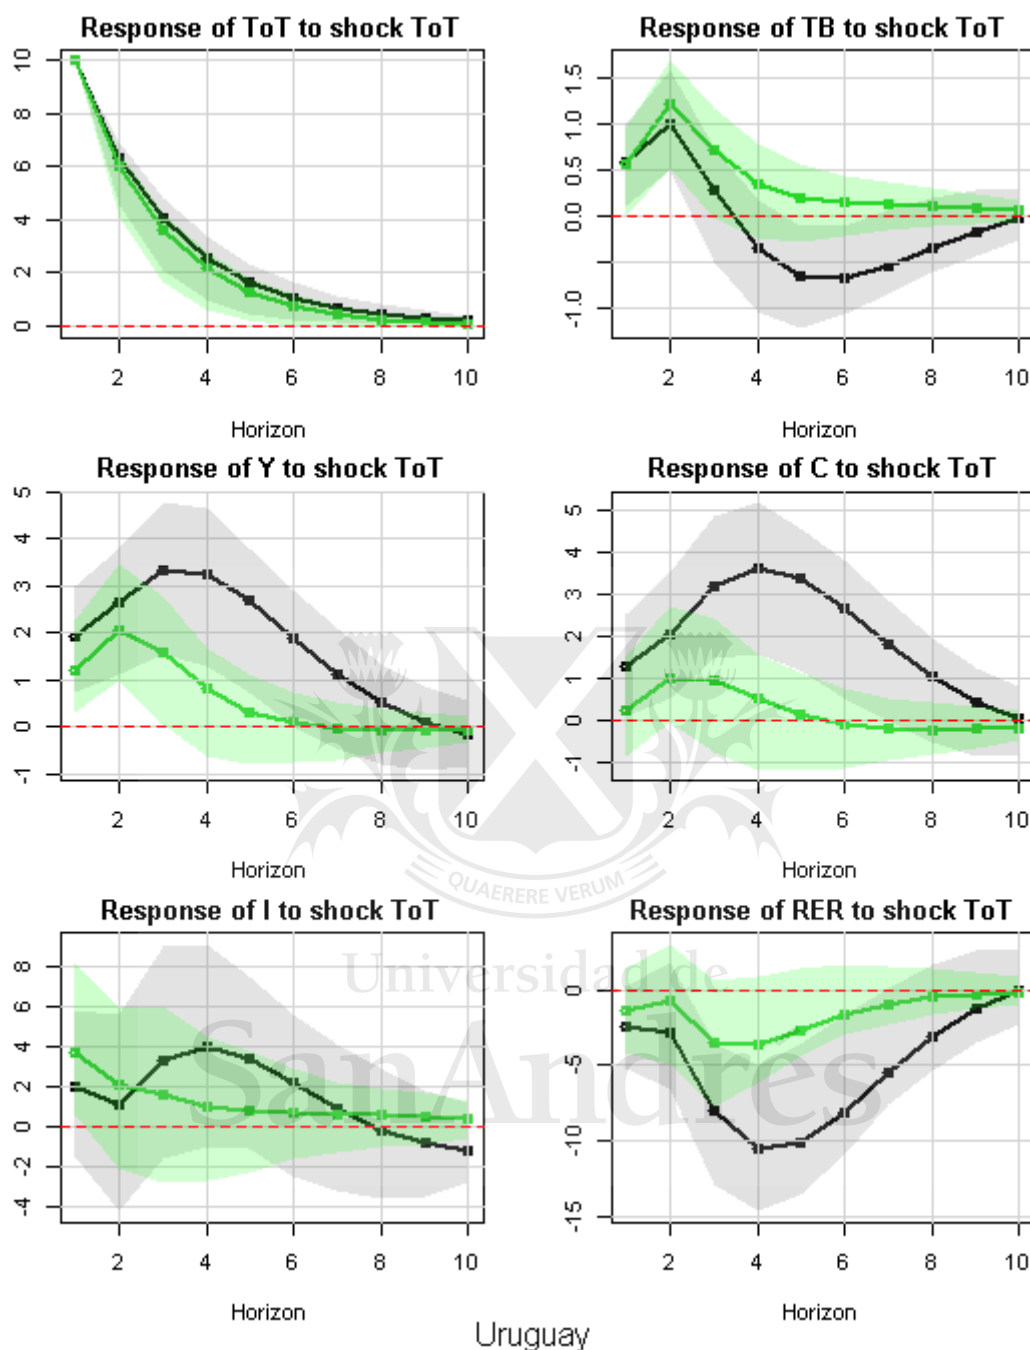 Response of ToT to shock ToT
10
8
6
4
2
0
2 4 6 8 10
Horizon
Response of TB to shock ToT
1.5
1.0
0.5
0.0
-1.0
2 4 6 8 10
Horizon
Response of Y to shock ToT
5
4
3
2
1
0
-1
2 4 6 8 10
Horizon
Response of C to shock ToT
5
4
3
2
1
0
-1
2 4 6 8 10
Horizon
QUAERERE VERUM
Response of I to shock ToT
8
6
4
2
0
-2
-4
2 4 6 8 10
Horizon
Response of RER to shock ToT
0
-5
-10
-15
2 4 6 8 10
Horizon
Universidad de
SanAndres
Uruguay